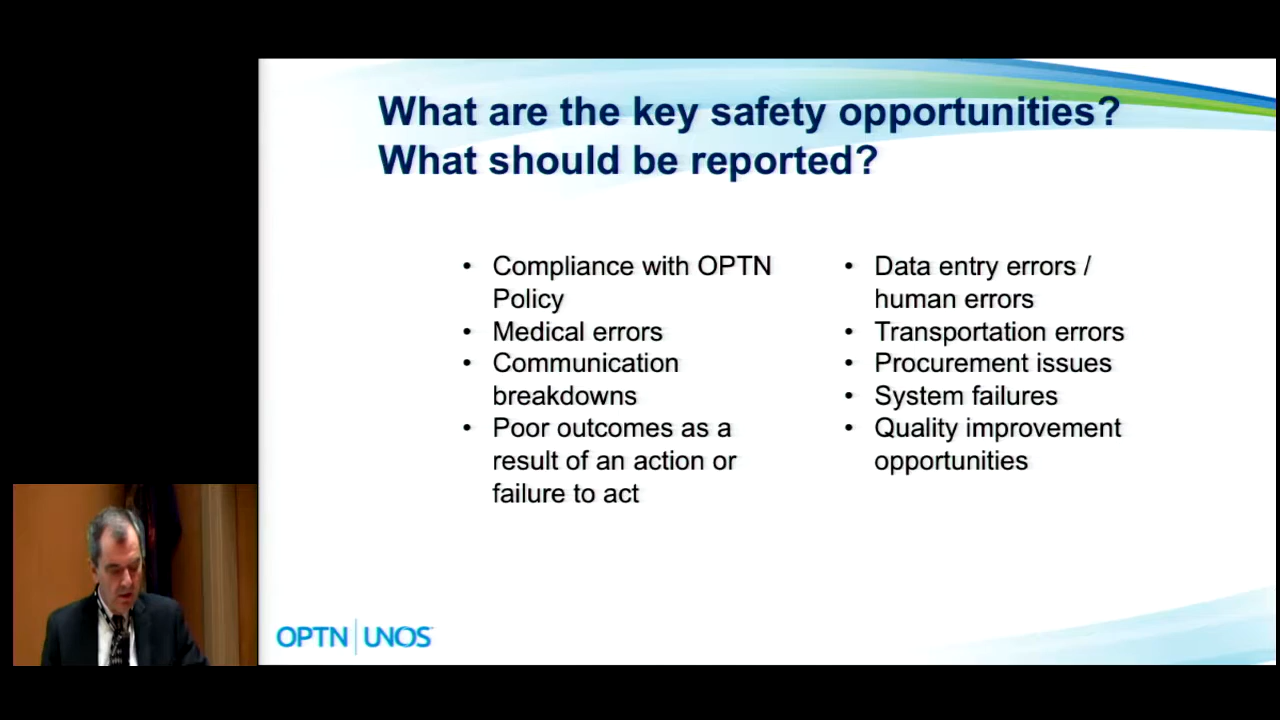 What are the key safety opportunities?
What should be reported?
• Compliance with OPTN
Policy
• Medical errors
• Communication
breakdowns
• Poor outcomes as a
result of an action or
failure to act
• Data entry errors /
human errors
• Transportation errors
• Procurement issues
• System failures
• Quality improvement
opportunities
OPTN | UNOS